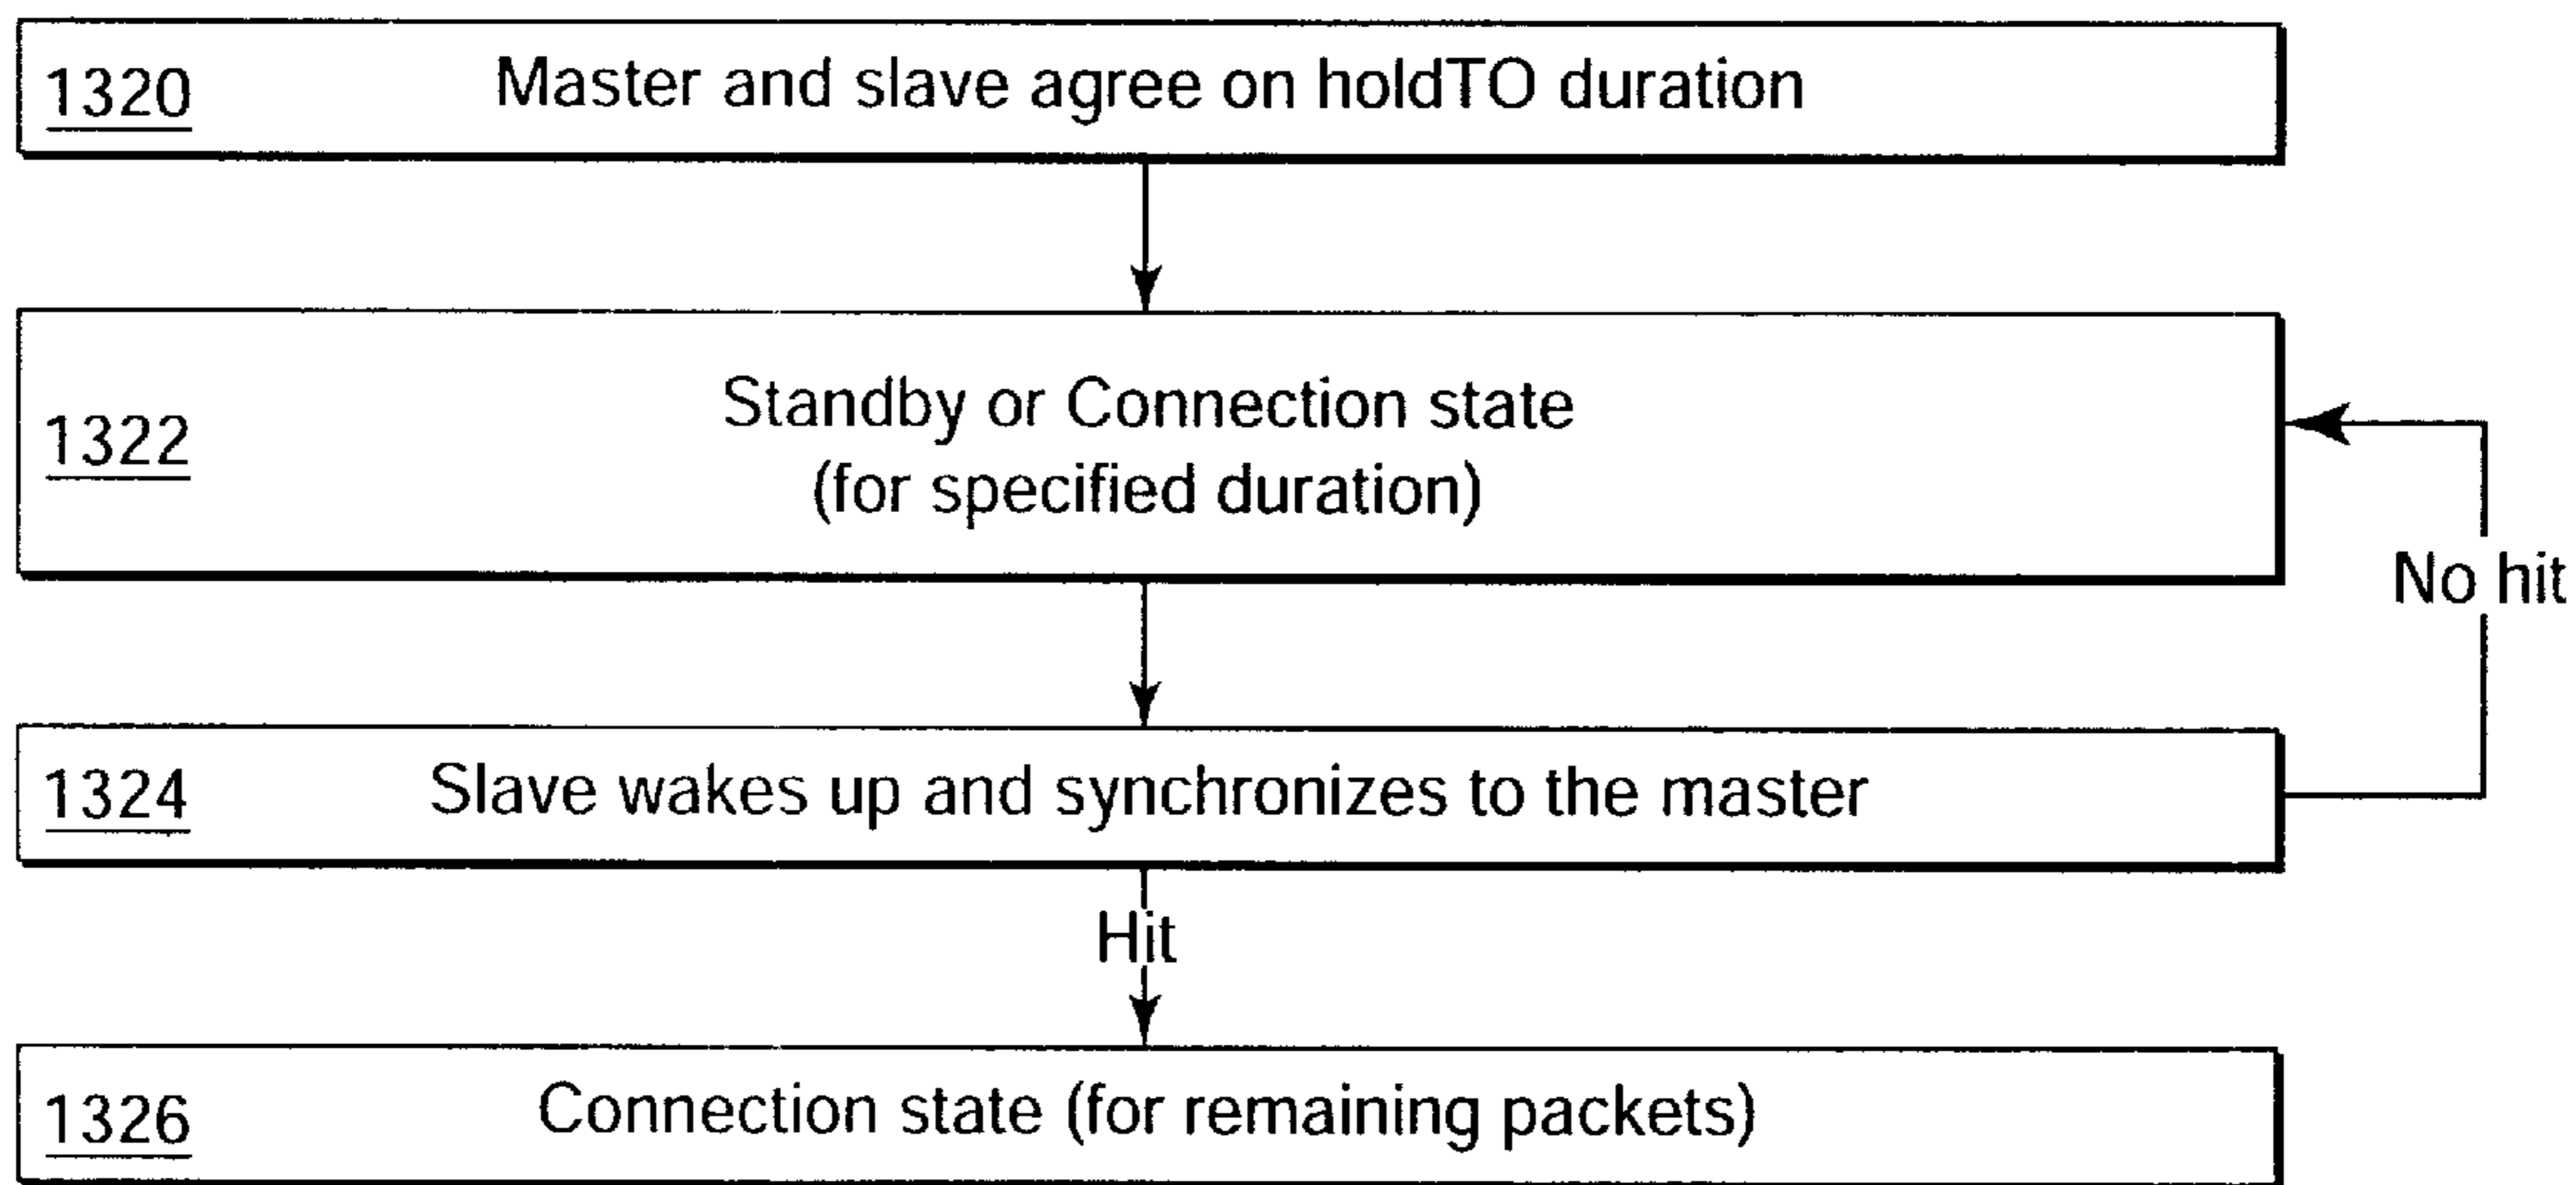 1320 Master and slave agree on holdTO duration
1322 Standby or Connection state
(for specified duration)
No hit
1324 Slave wakes up and synchronizes to the master
Hit
1326 Connection state (for remaining packets)